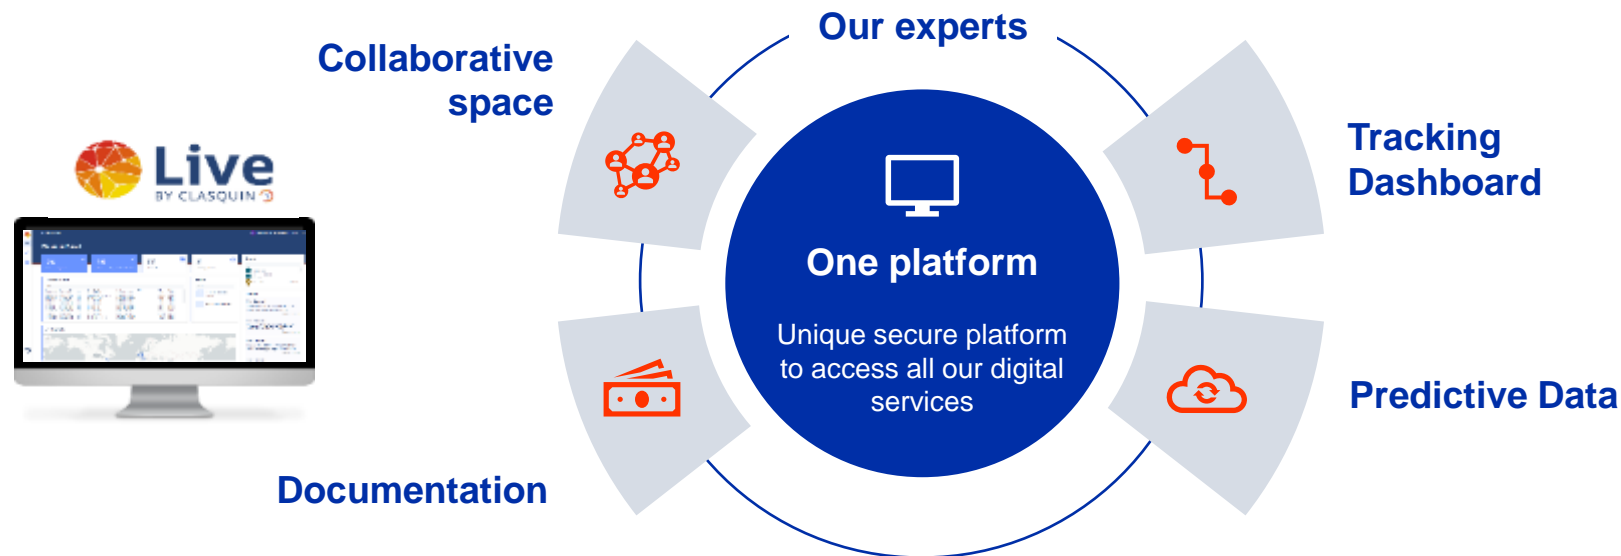 Our experts
Collaborative
space
Live
BY CLASQUIN
Tracking
Dashboard
One platform
Unique secure platform
to access all our digital
services
Predictive Data
Documentation